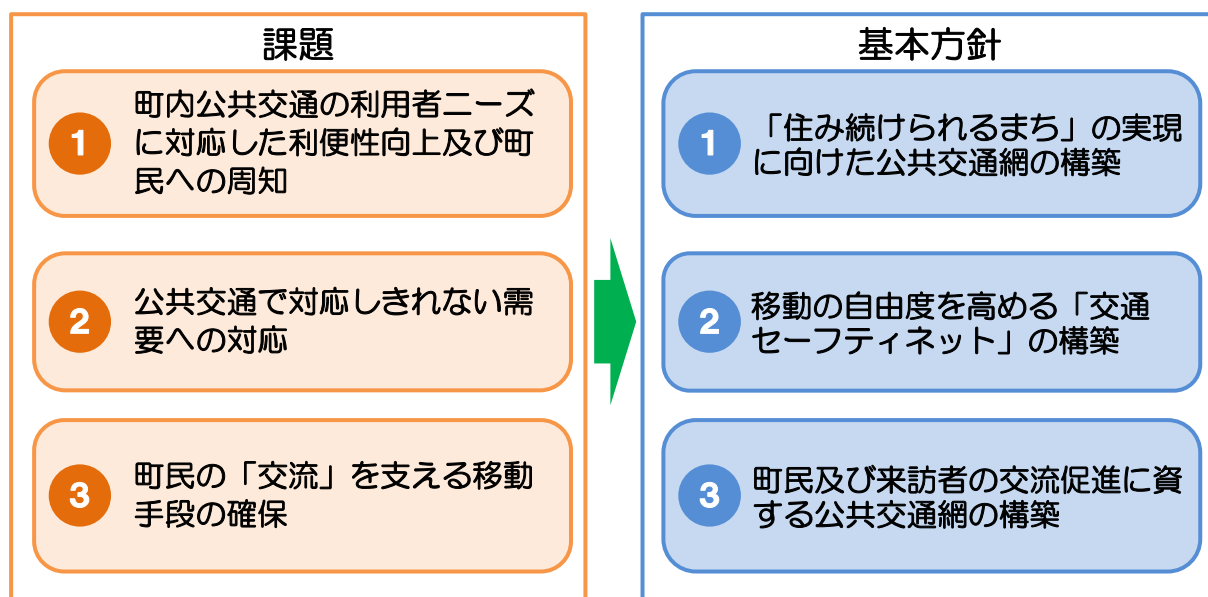 課題
1
町内公共交通の利用者ニーズ
に対応した利便性向上及び町
民への周知
2
公共交通で対応しきれない需
要への対応
3
町民の「交流」を支える移動
手段の確保
基本方針
1
「住み続けられるまち」の実現
に向けた公共交通網の構築
2
移動の自由度を高める「交通
セーフティネット」の構築
3
町民及び来訪者の交流促進に資
する公共交通網の構築